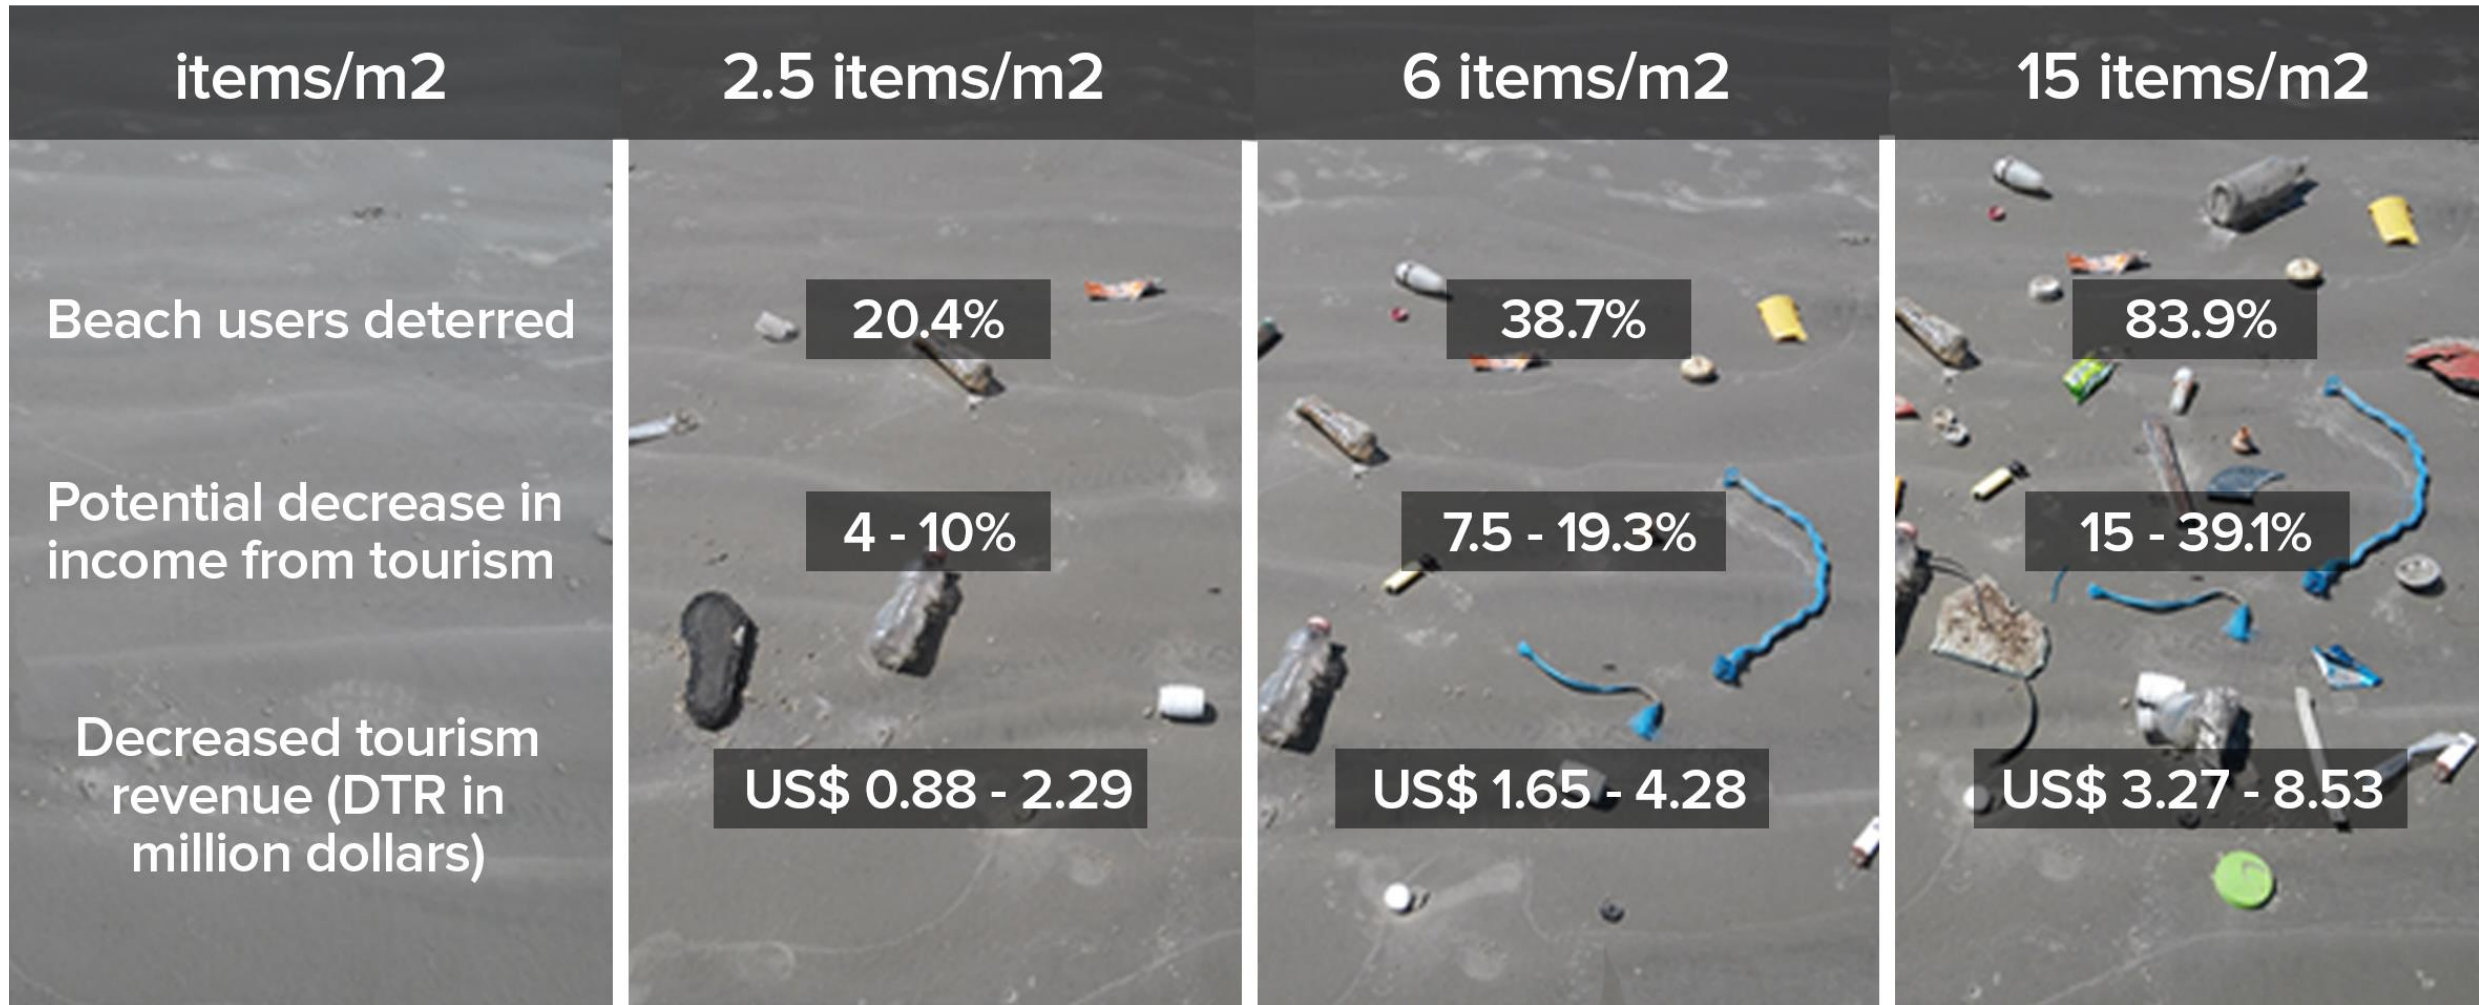 items/m2
2.5 items/m2
6 items/m2
15 items/m2
Beach users deterred
20.4%
38.7%
83.9%
Potential decrease in
income from tourism
4 - 10%
7.5 - 19.3%
15 - 39.1%
Decreased tourism
revenue (DTR in
million dollars)
US$ 0.88 - 2.29
US$ 1.65 - 4.28
US$ 3.27 - 8.53